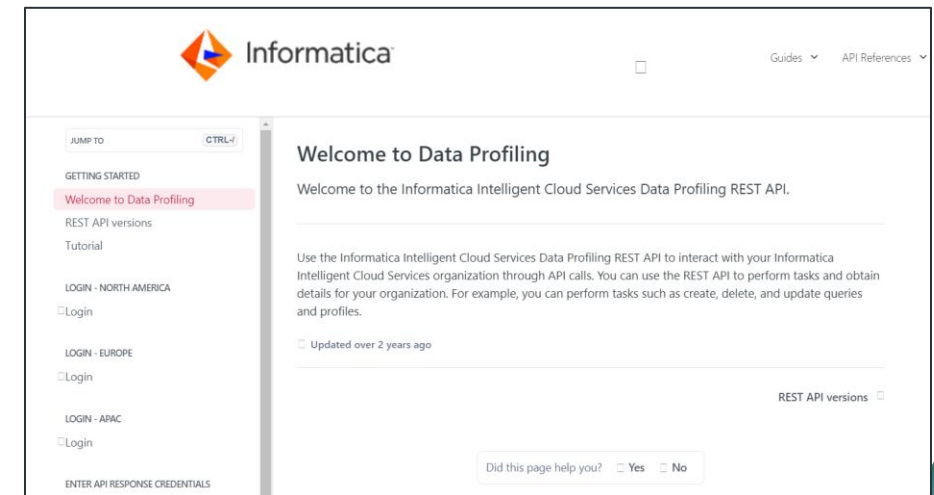 Informatica
Guides
API References
JUMP TO
CTRL-/
GETTING STARTED
Welcome to Data Profiling
REST API versions
Tutorial
LOGIN - NORTH AMERICA
Login
LOGIN - EUROPE
Login
LOGIN - APAC
Login
ENTER API RESPONSE CREDENTIALS
Welcome to Data Profiling
Welcome to the Informatica Intelligent Cloud Services Data Profiling REST API.
Use the Informatica Intelligent Cloud Services Data Profiling REST API to interact with your Informatica
Intelligent Cloud Services organization through API calls. You can use the REST API to perform tasks and obtain
details for your organization. For example, you can perform tasks such as create, delete, and update queries
and profiles.
Updated over 2 years ago
REST API versions
Did this page help you? Yes No